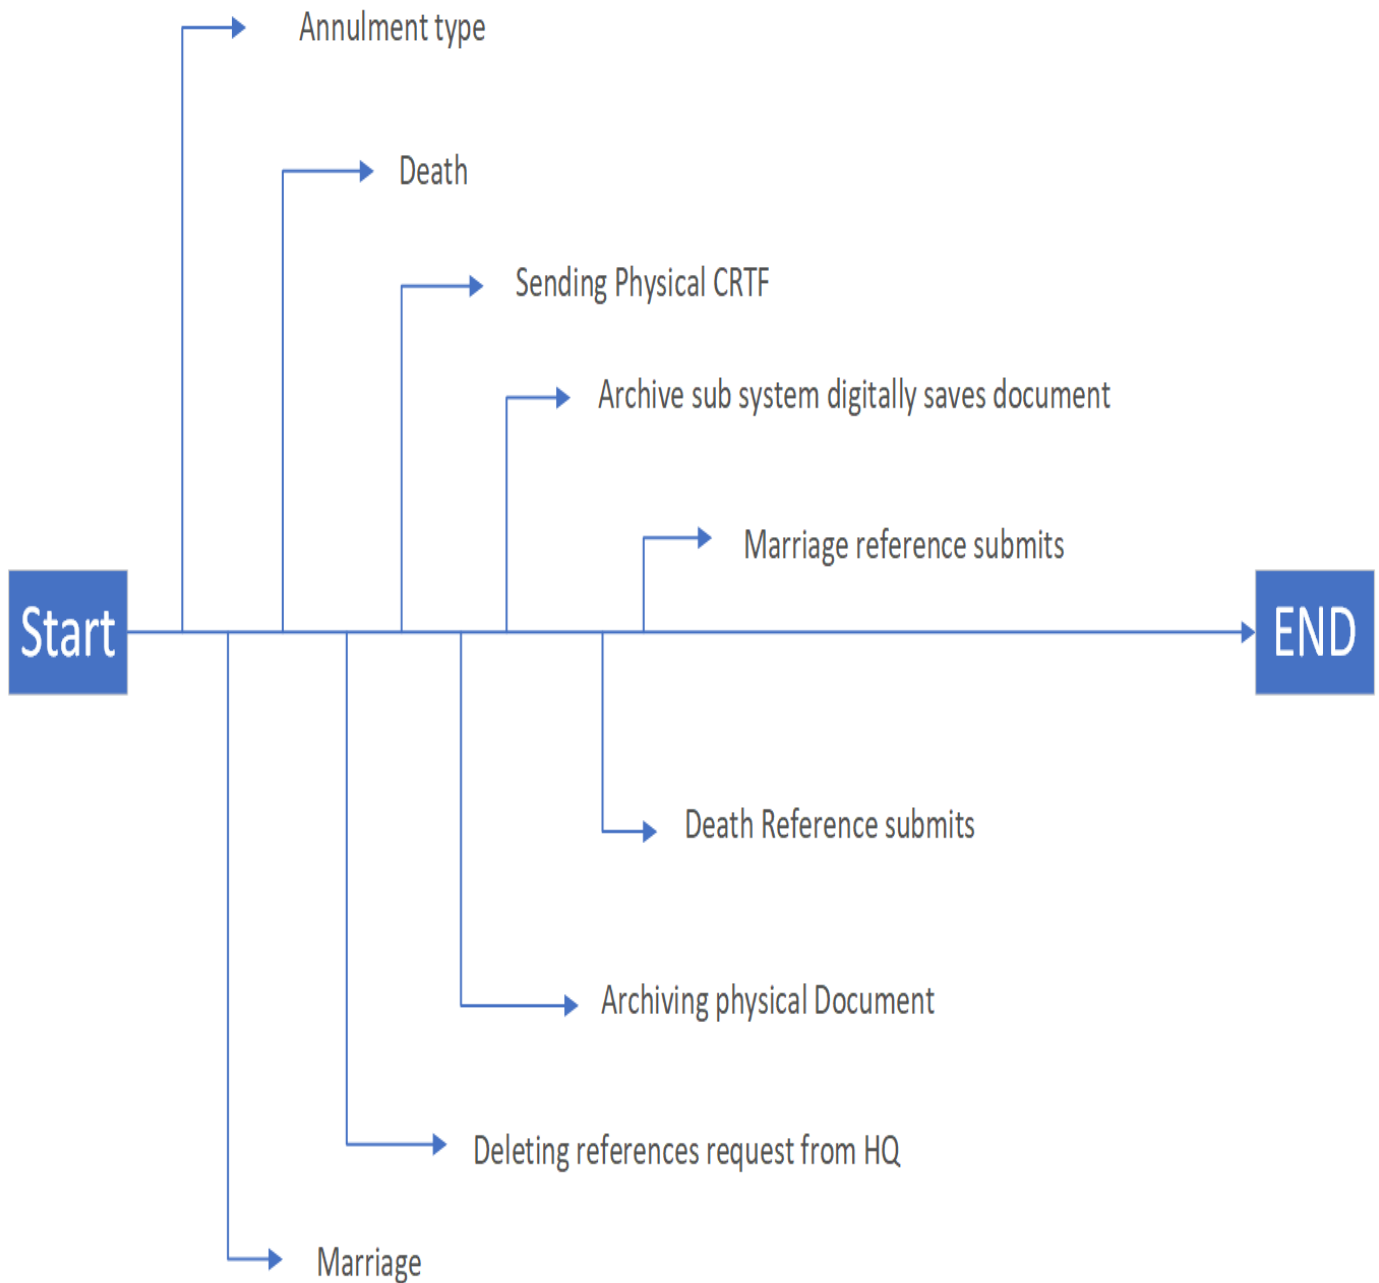 Annulment type
Death
Sending Physical CRTF
Archive sub system digitally saves document
Marriage reference submits
Start
END
Death Reference submits
Archiving physical Document
Deleting references request from HQ
Marriage